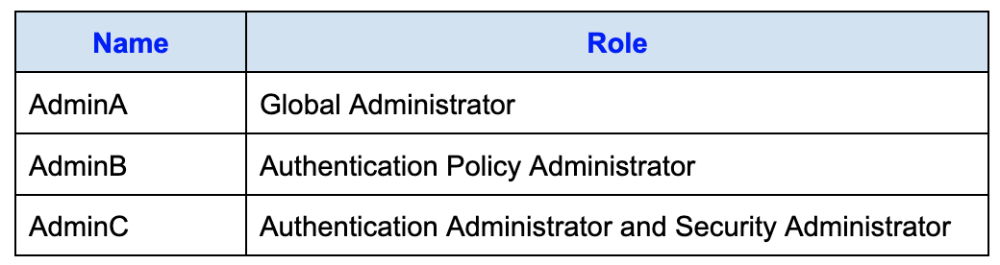 Name Role
AdminA Global Administrator
AdminB Authentication Policy Administrator
AdminC Authentication Administrator and Security Administrator